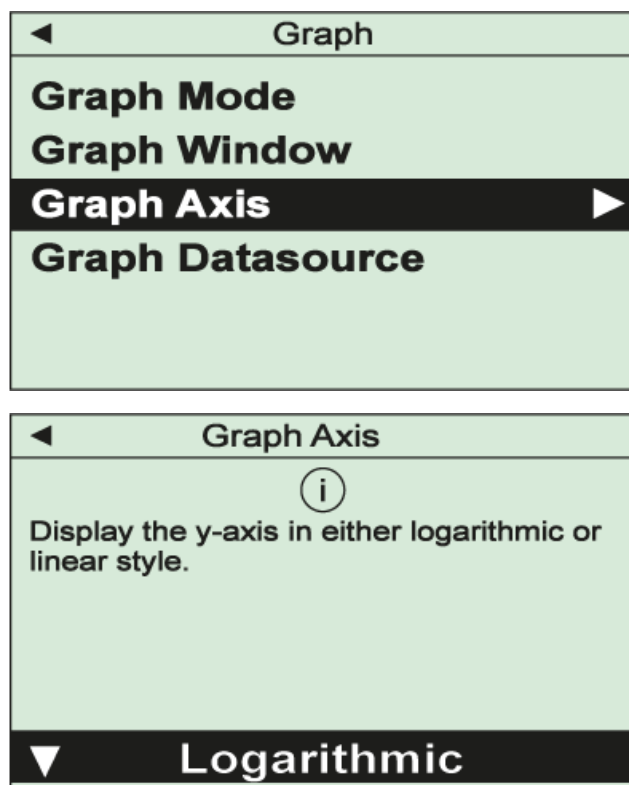 Graph
Graph Mode
Graph Window
Graph Axis
Graph Datasource
Graph Axis
i
Display the y-axis in either logarithmic or
linear style.
Logarithmic